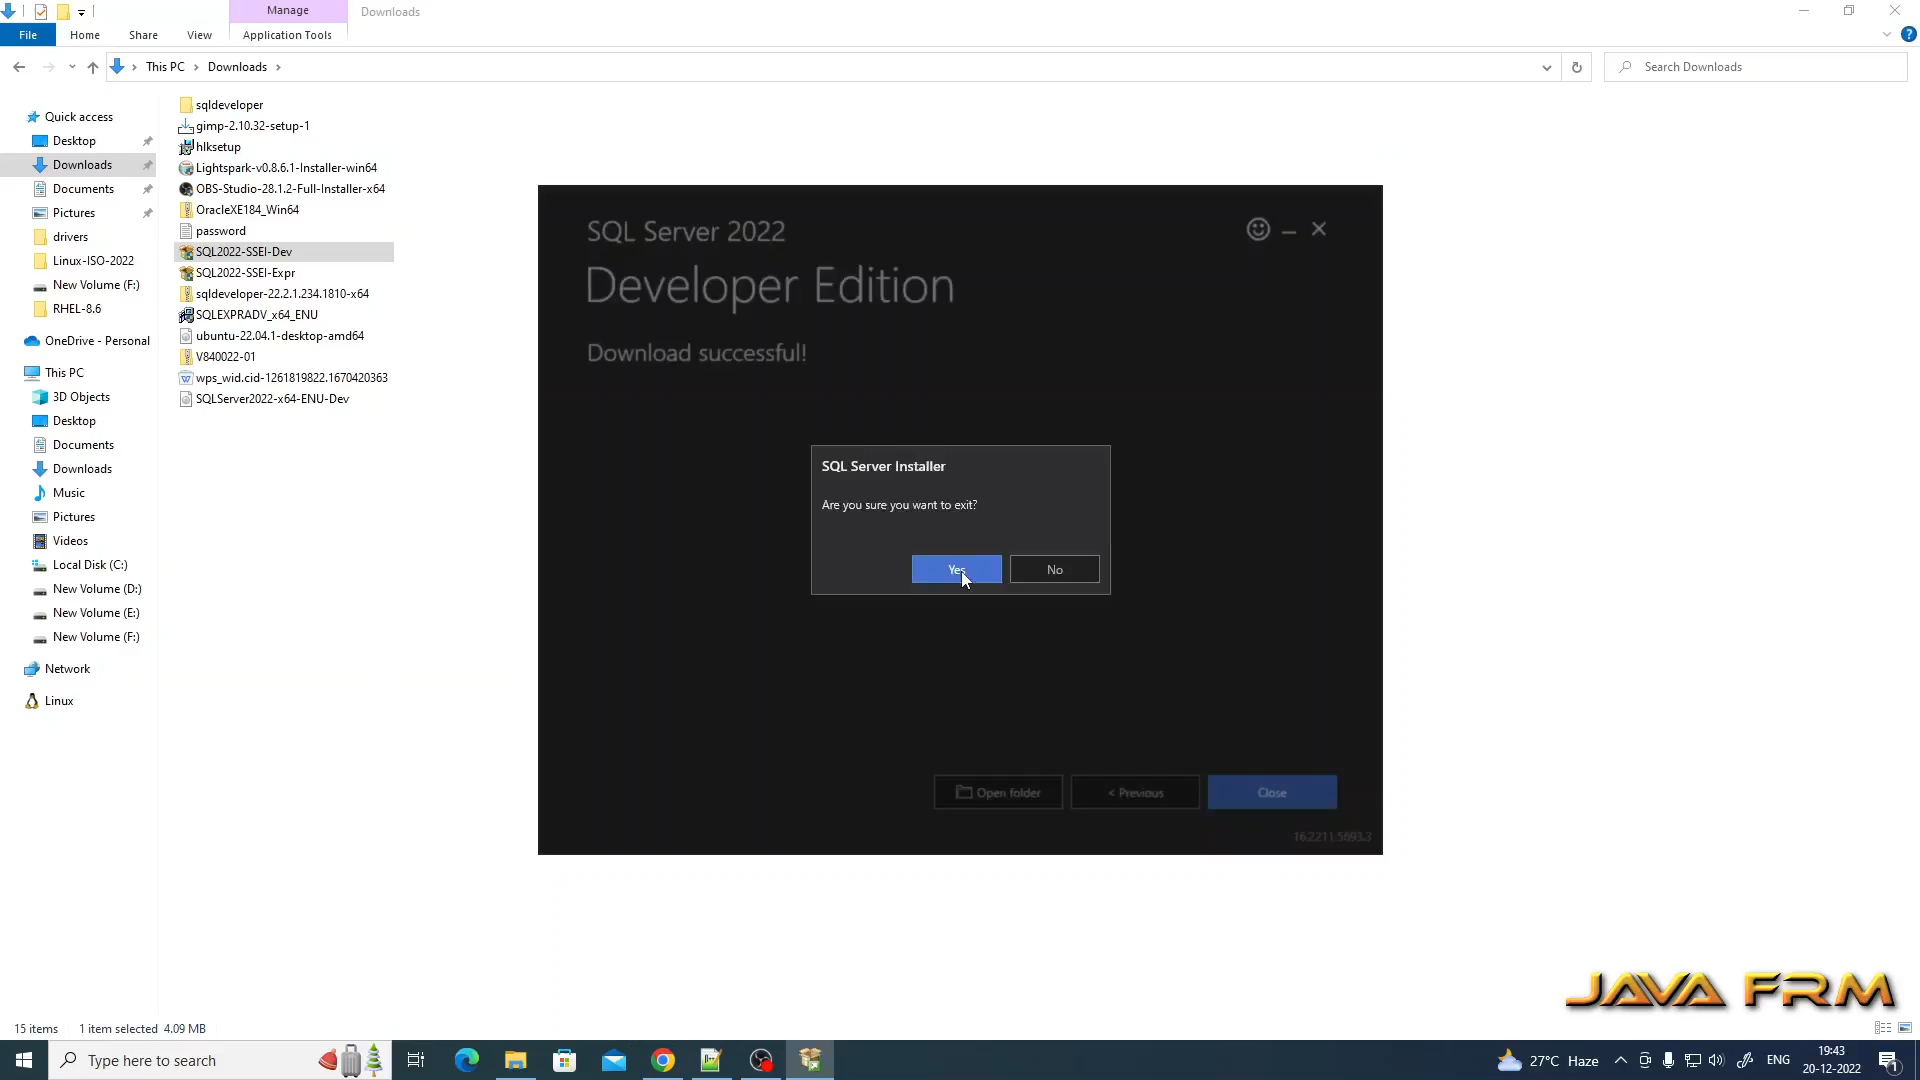 Manage
Downloads
File
Home
Share
View
Application Tools
This PC
Downloads
Search Downloads
Quick access
Desktop
Downloads
Documents
Pictures
drivers
Linux-ISO-2022
New Volume (F:)
RHEL-8.6
OneDrive - Personal
This PC
3D Objects
Desktop
Documents
Downloads
Music
Pictures
Videos
Local Disk (C:)
New Volume (D:)
New Volume (E:)
New Volume (F:)
Network
Linux
sqldeveloper
gimp-2.10.32-setup-1
hlksetup
Lightspark-v0.8.6.1-Installer-win64
OBS-Studio-28.1.2-Full-Installer-x64
OracleXE184_Win64
password
SQL2022-SSEI-Dev
SQL2022-SSEI-Expr
sqldeveloper-22.2.1.234.1810-x64
SQLEXPRADV_x64_ENU
ubuntu-22.04.1-desktop-amd64
V840022-01
wps_wid.cid-1261819822.1670420363
SQLServer2022-x64-ENU-Dev
SQL Server 2022
Developer Edition
Download successful!
SQL Server Installer
Are you sure you want to exit?
Yes
No
Open folder
< Previous
Close
16.2211.5693.3
JAVA FRM
15 items
1 item selected 4.09 MB
Type here to search
27°C Haze
ENG
19:43
20-12-2022
1